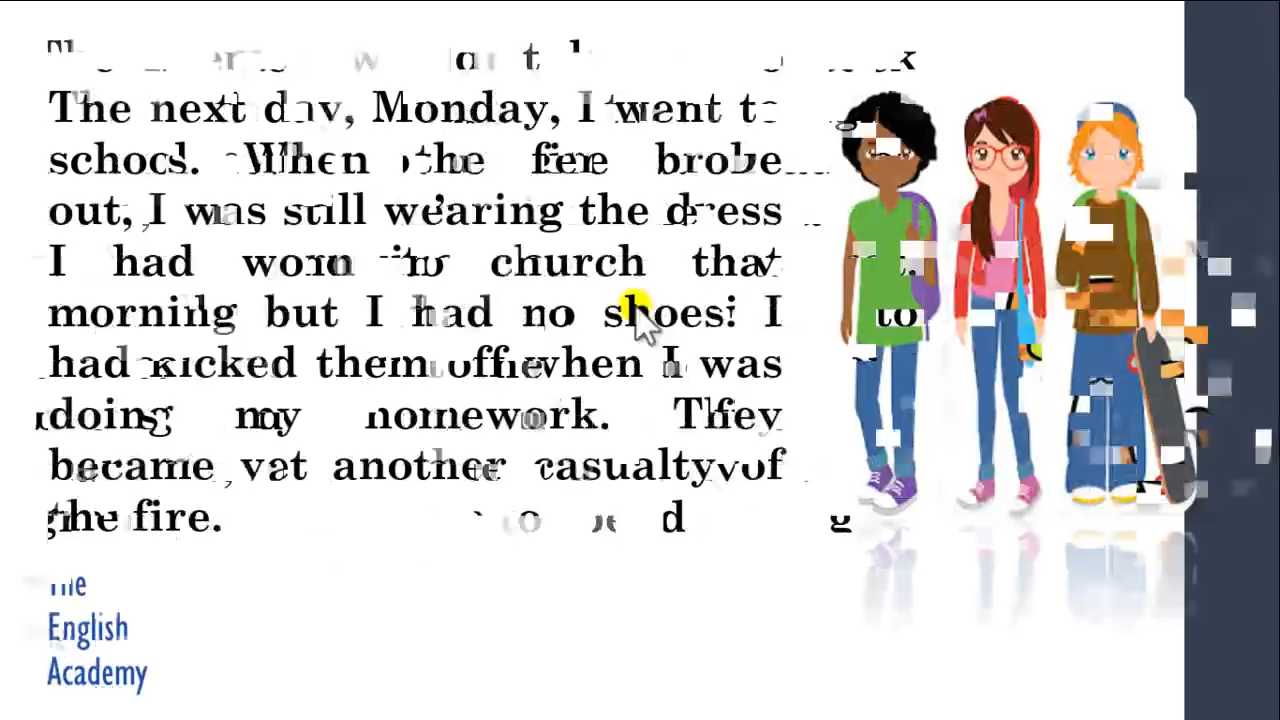 The next day, Monday, I went to
school. When the fire broke
out, I was still wearing the dress
I had worn to church that
morning but I had no shoes! I
had kicked them off when I was
doing my homework. They
became yet another casualty of
the fire.
The
English
Academy